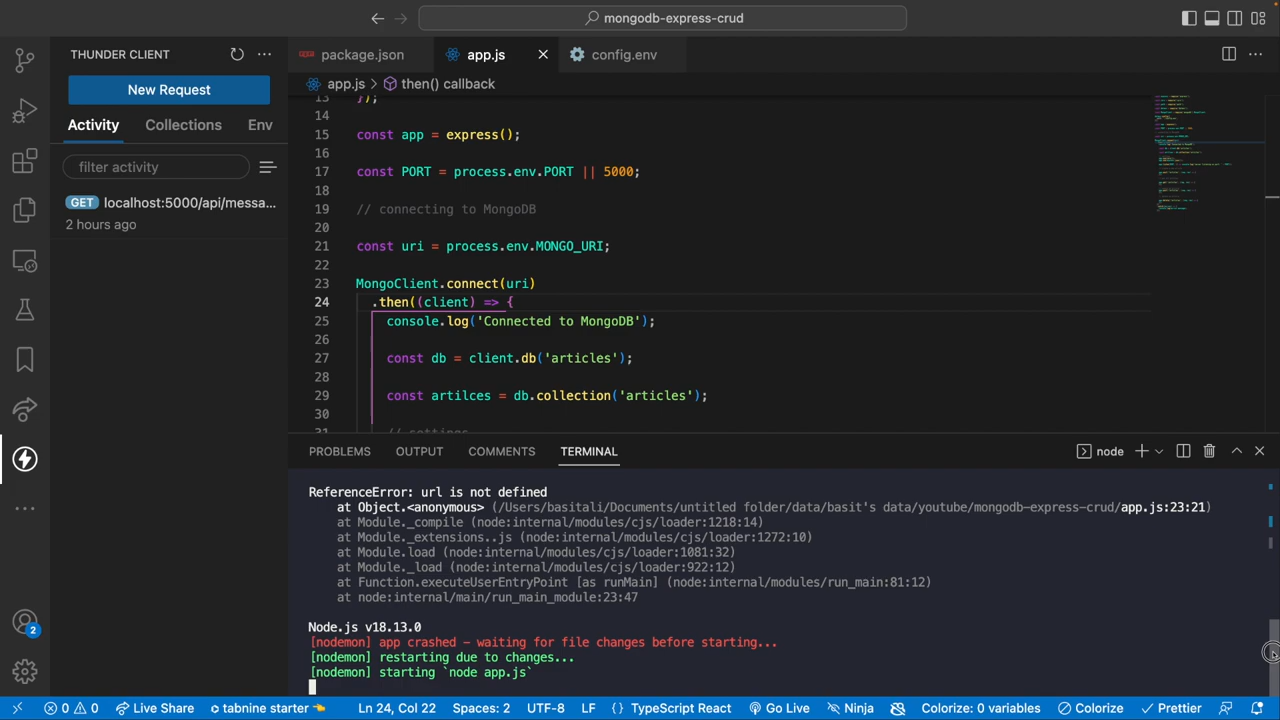 mongodb-express-crud
THUNDER CLIENT
New Request
Activity
Collections
Env
filter activity
GET localhost:5000/api/messa...
2 hours ago
package.json
app.js
config.env
app.js > then() callback
13 });
14
15 const app = express();
16
17 const PORT = process.env.PORT || 5000;
18
19 // connecting to MongoDB
20
21 const uri = process.env.MONGO_URI;
22
23 MongoClient.connect(uri)
24 .then((client) => {
25 console.log('Connected to MongoDB');
26
27 const db = client.db('articles');
28
29 const artilces = db.collection('articles');
30
31 // settings
PROBLEMS
OUTPUT
COMMENTS
TERMINAL
node
ReferenceError: url is not defined
at Object.<anonymous> (/Users/basitali/Documents/untitled folder/data/basit's data/youtube/mongodb-express-crud/app.js:23:21)
at Module._compile (node:internal/modules/cjs/loader:1218:14)
at Module._extensions..js (node:internal/modules/cjs/loader:1272:10)
at Module.load (node:internal/modules/cjs/loader:1081:32)
at Module._load (node:internal/modules/cjs/loader:922:12)
at Function.executeUserEntryPoint [as runMain] (node:internal/modules/run_main:81:12)
at node:internal/main/run_main_module:23:47
Node.js v18.13.0
[nodemon] app crashed - waiting for file changes before starting...
[nodemon] restarting due to changes...
[nodemon] starting `node app.js`
2
0 0 Live Share tabnine starter Ln 24, Col 22 Spaces: 2 UTF-8 LF {} TypeScript React Go Live Ninja Colorize: 0 variables Colorize Prettier